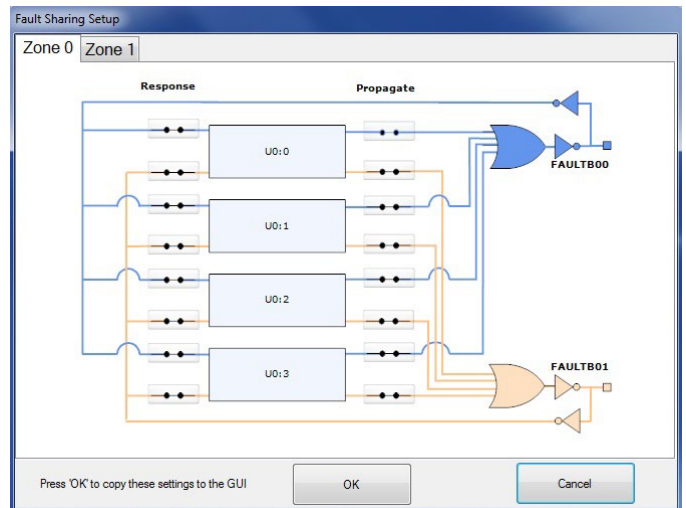 Fault Sharing Setup
Zone 0 Zone 1
Response Propagate
U0:0
FAULTB00
U0:1
U0:2
U0:3
FAULTB01
Press 'OK' to copy these settings to the GUI OK Cancel